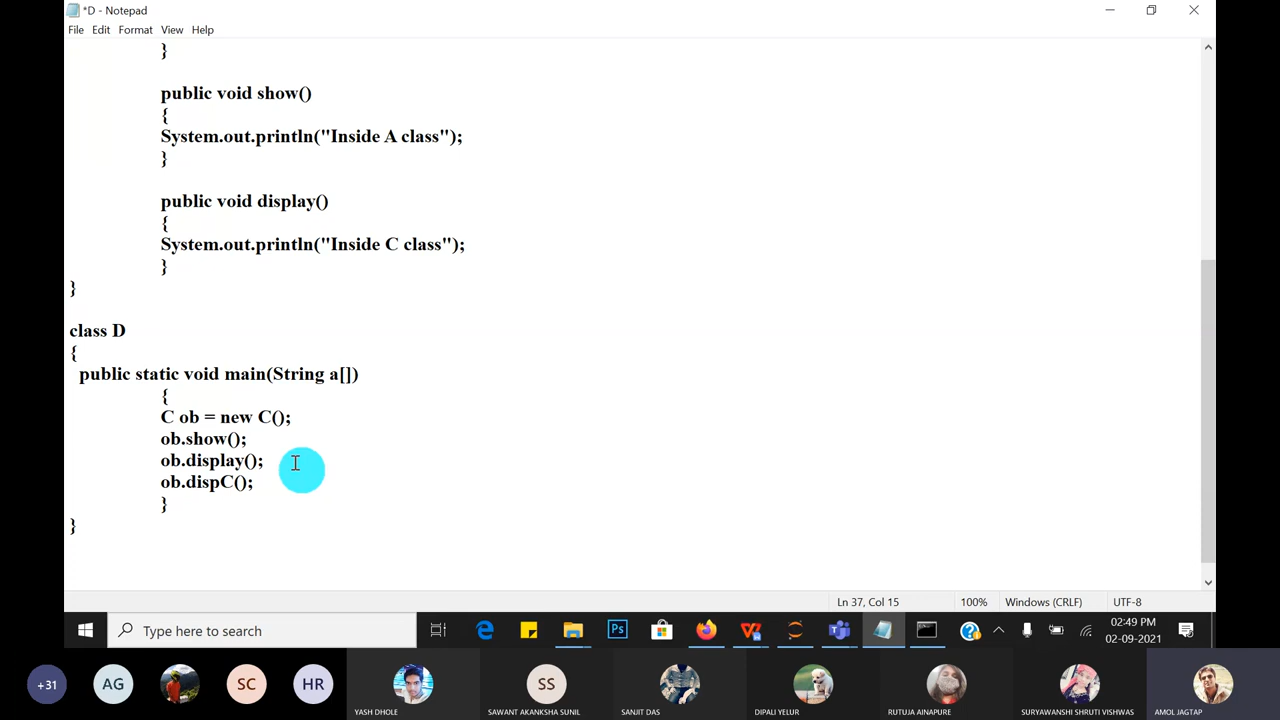 *D - Notepad
File Edit Format View Help
}
public void show()
{
System.out.println("Inside A class");
}
public void display()
{
System.out.println("Inside C class");
}
}
class D
{
public static void main(String a[])
{
C ob = new C();
ob.show();
ob.display();
ob.dispC();
}
}
Ln 37, Col 15 100% Windows (CRLF) UTF-8
Type here to search
Ps
02:49 PM
02-09-2021
+31 AG SC HR SS
YASH DHOLE SAWANT AKANKSHA SUNIL SANJIT DAS DIPALI YELUR RUTUJA AINAPURE SURYAWANSHI SHRUTI VISHWAS AMOL JAGTAP